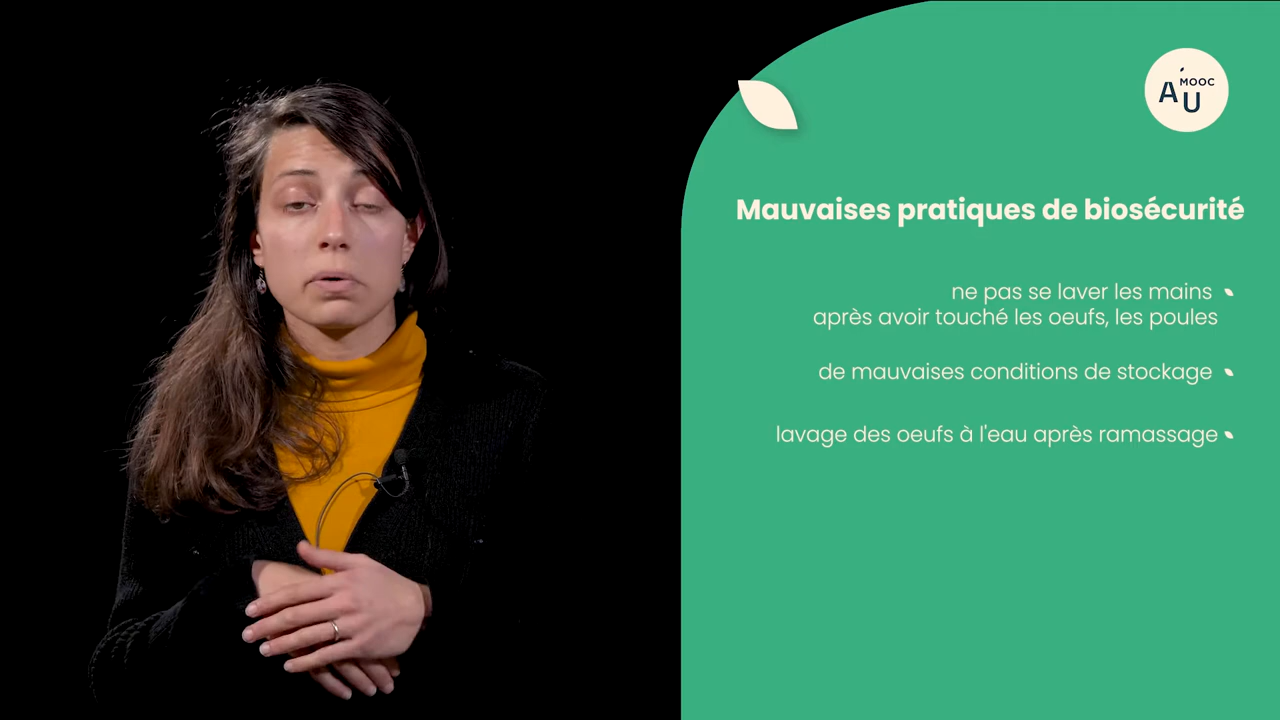 MOOC
ÁU
Mauvaises pratiques de biosécurité
ne pas se laver les mains
après avoir touché les oeufs, les poules
de mauvaises conditions de stockage
lavage des oeufs à l'eau après ramassage